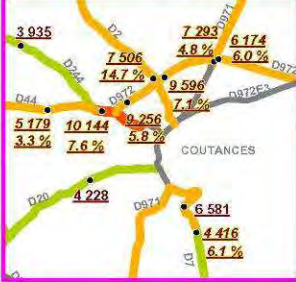 3 935
D2
7 293
4.8 %
D971
6 174
6.0 %
7 506
14.7 %
D244
D972
9 596
7.1 %
D972E3
D44
D972
5 179
3.3 %
10 144
7.6 %
9 256
5.8 %
COUTANCES
D20
4 228
D971
6 581
4 416
6.1 %
D7